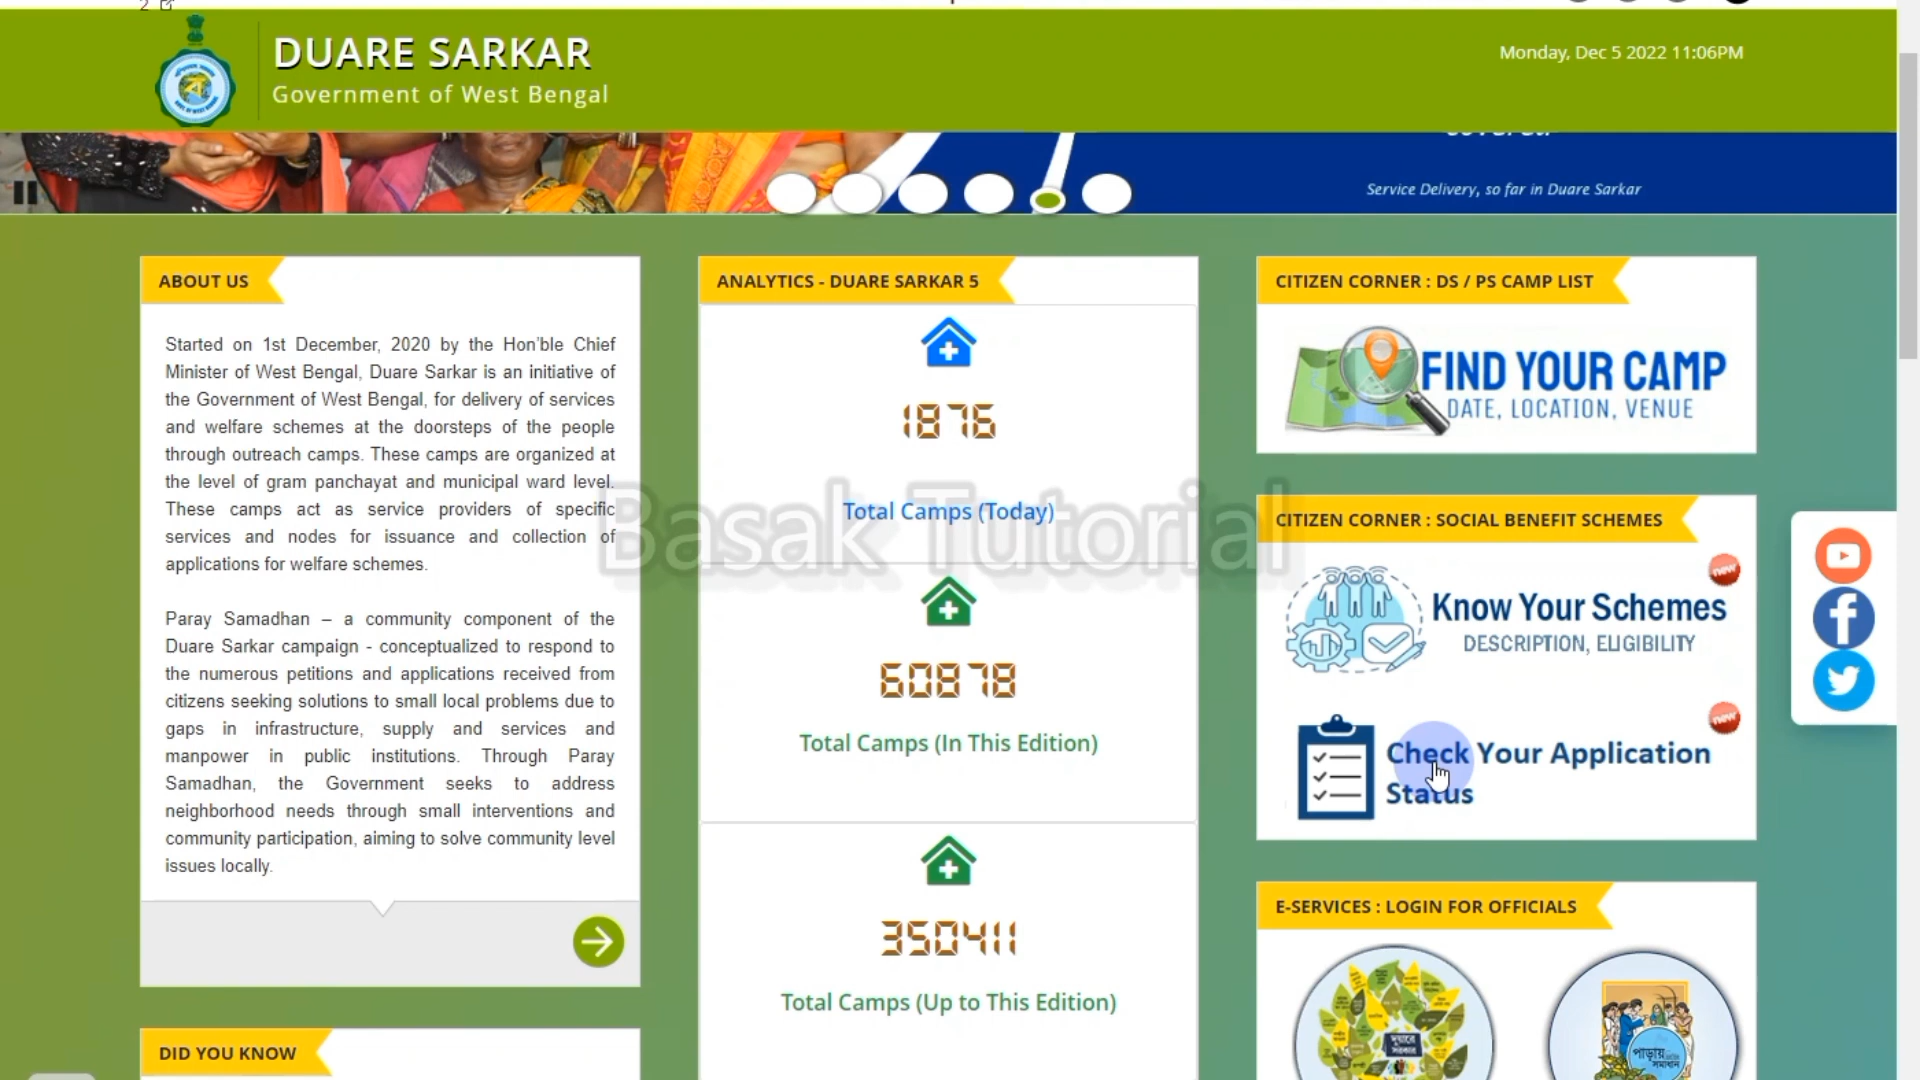 2
DUARE SARKAR
Government of West Bengal
Monday, Dec 5 2022 11:06PM
Service Delivery, so far in Duare Sarkar
ABOUT US
Started on 1st December, 2020 by the Hon'ble Chief
Minister of West Bengal, Duare Sarkar is an initiative of
the Government of West Bengal, for delivery of services
and welfare schemes at the doorsteps of the people
through outreach camps. These camps are organized at
the level of gram panchayat and municipal ward level.
These camps act as service providers of specific
services and nodes for issuance and collection of
applications for welfare schemes.
Paray Samadhan – a community component of the
Duare Sarkar campaign - conceptualized to respond to
the numerous petitions and applications received from
citizens seeking solutions to small local problems due to
gaps in infrastructure, supply and services and
manpower in public institutions. Through Paray
Samadhan, the Government seeks to address
neighborhood needs through small interventions and
community participation, aiming to solve community level
issues locally.
DID YOU KNOW
ANALYTICS - DUARE SARKAR 5
1876
Total Camps (Today)
60878
Total Camps (In This Edition)
350411
Total Camps (Up to This Edition)
Basak Tutorial
CITIZEN CORNER : DS / PS CAMP LIST
FIND YOUR CAMP
DATE, LOCATION, VENUE
CITIZEN CORNER : SOCIAL BENEFIT SCHEMES
new
Know Your Schemes
DESCRIPTION, ELIGIBILITY
new
Check Your Application
Status
E-SERVICES : LOGIN FOR OFFICIALS
দুয়ারে
সরকার
পাড়ায়
সমাধান